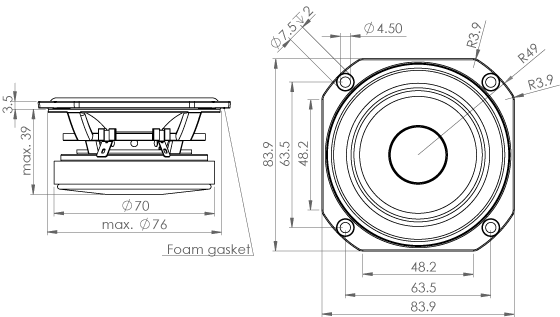 3.5
max. 39
Ø70
max. Ø76
Foam gasket
Ø7.5↧2
Ø4.50
R3.9
R49
R3.9
83.9
63.5
48.2
48.2
63.5
83.9